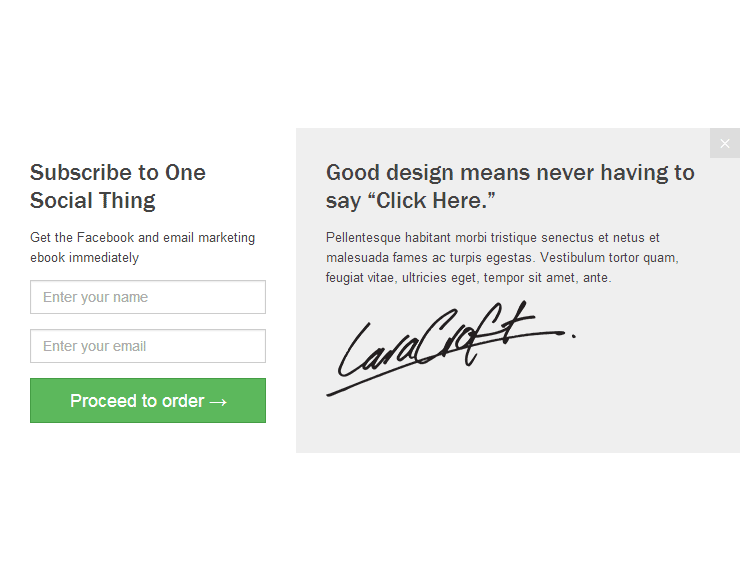 Subscribe to One
Social Thing
Get the Facebook and email marketing
ebook immediately
Enter your name
Enter your email
Proceed to order →
×
Good design means never having to
say “Click Here.”
Pellentesque habitant morbi tristique senectus et netus et
malesuada fames ac turpis egestas. Vestibulum tortor quam,
feugiat vitae, ultricies eget, tempor sit amet, ante.
Lara Croft.